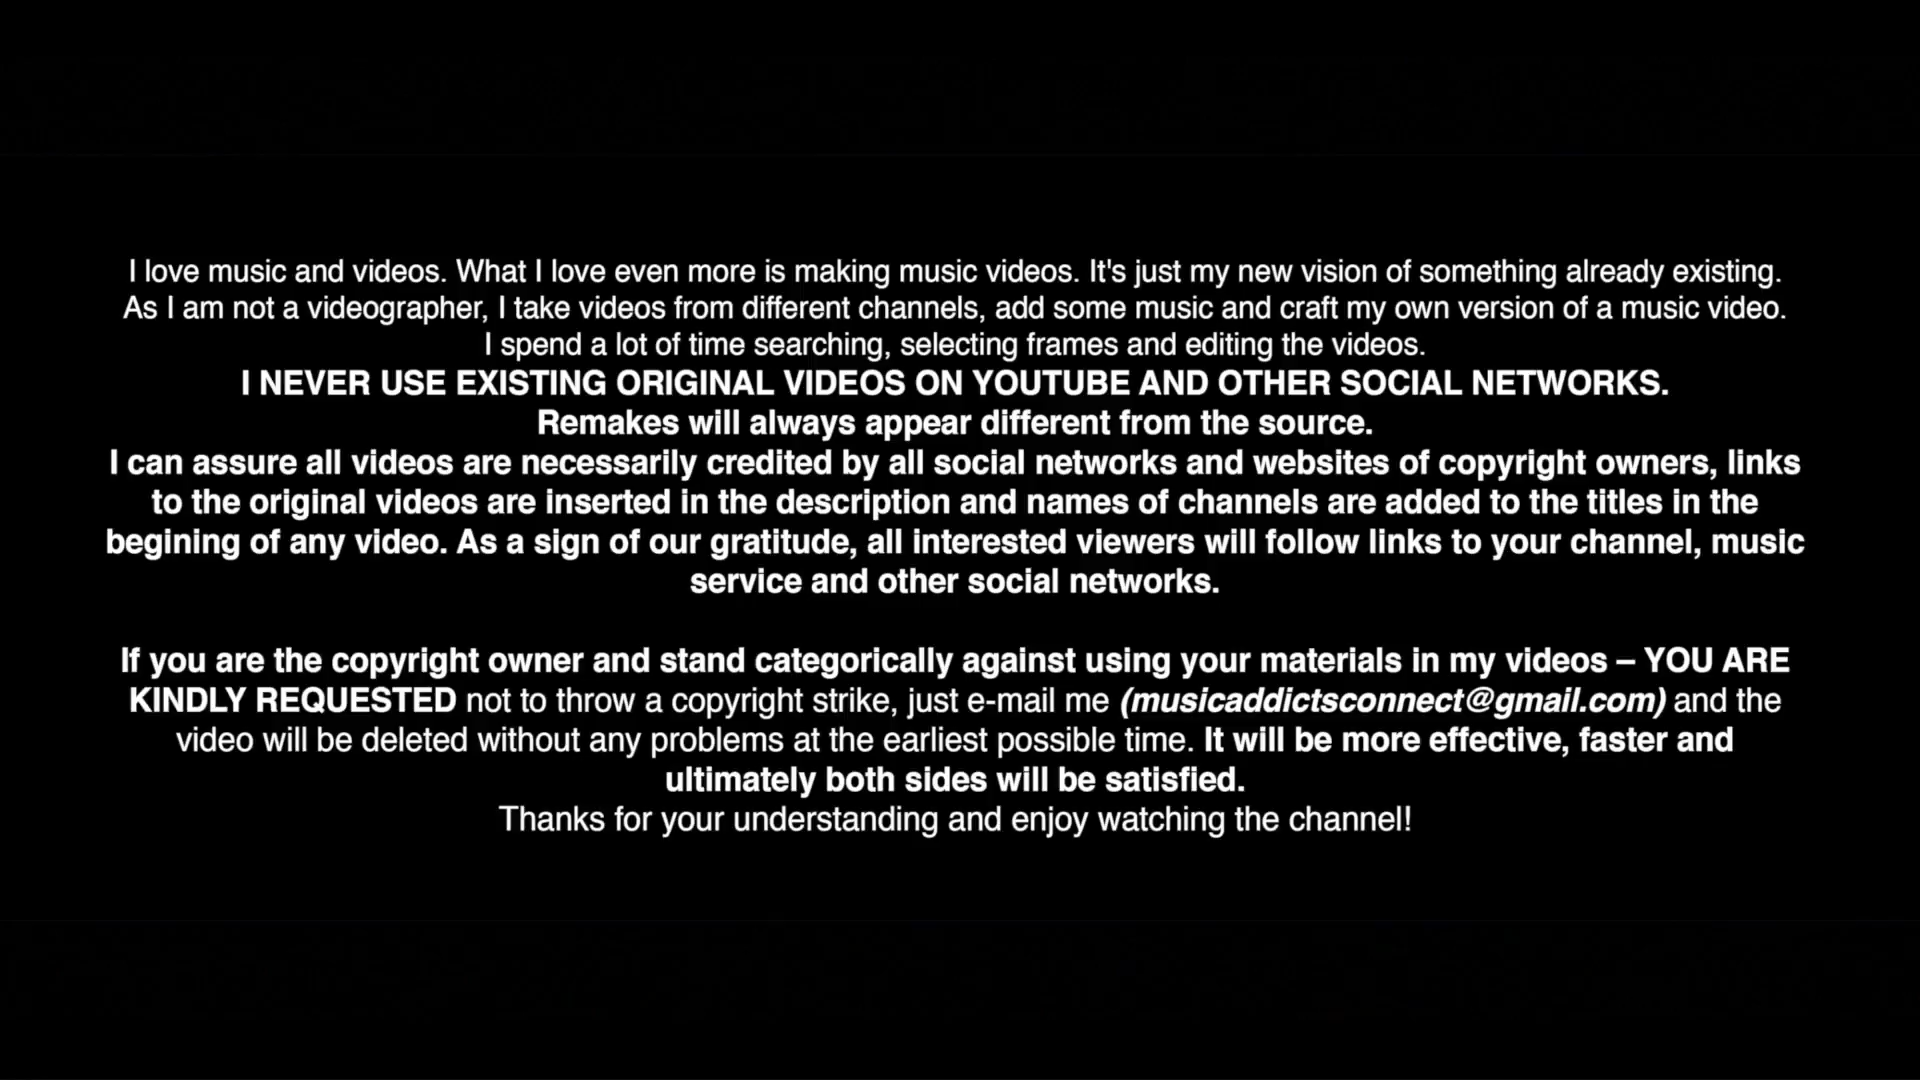 I love music and videos. What I love even more is making music videos. It's just my new vision of something already existing.
As I am not a videographer, I take videos from different channels, add some music and craft my own version of a music video.
I spend a lot of time searching, selecting frames and editing the videos.
I NEVER USE EXISTING ORIGINAL VIDEOS ON YOUTUBE AND OTHER SOCIAL NETWORKS.
Remakes will always appear different from the source.
I can assure all videos are necessarily credited by all social networks and websites of copyright owners, links
to the original videos are inserted in the description and names of channels are added to the titles in the
begining of any video. As a sign of our gratitude, all interested viewers will follow links to your channel, music
service and other social networks.
If you are the copyright owner and stand categorically against using your materials in my videos – YOU ARE
KINDLY REQUESTED not to throw a copyright strike, just e-mail me (musicaddictsconnect@gmail.com) and the
video will be deleted without any problems at the earliest possible time. It will be more effective, faster and
ultimately both sides will be satisfied.
Thanks for your understanding and enjoy watching the channel!